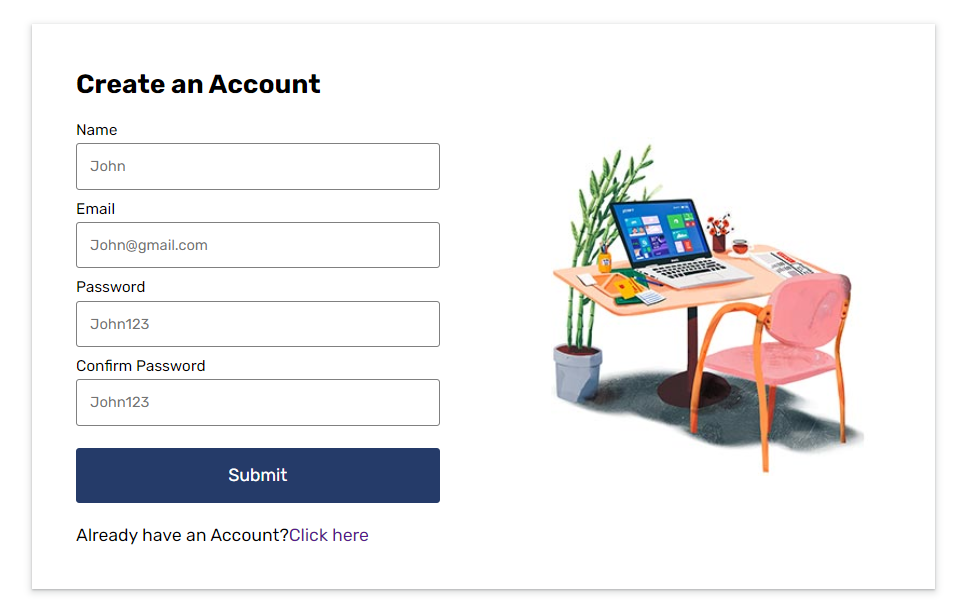 Create an Account
Name
John
Email
John@gmail.com
Password
John123
Confirm Password
John123
Submit
Already have an Account?Click here